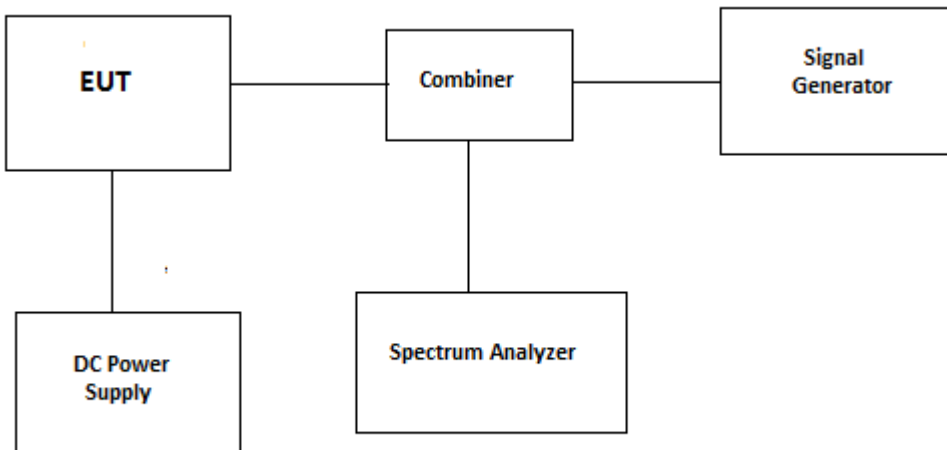 EUT
Combiner
Signal
Generator
DC Power
Supply
Spectrum Analyzer